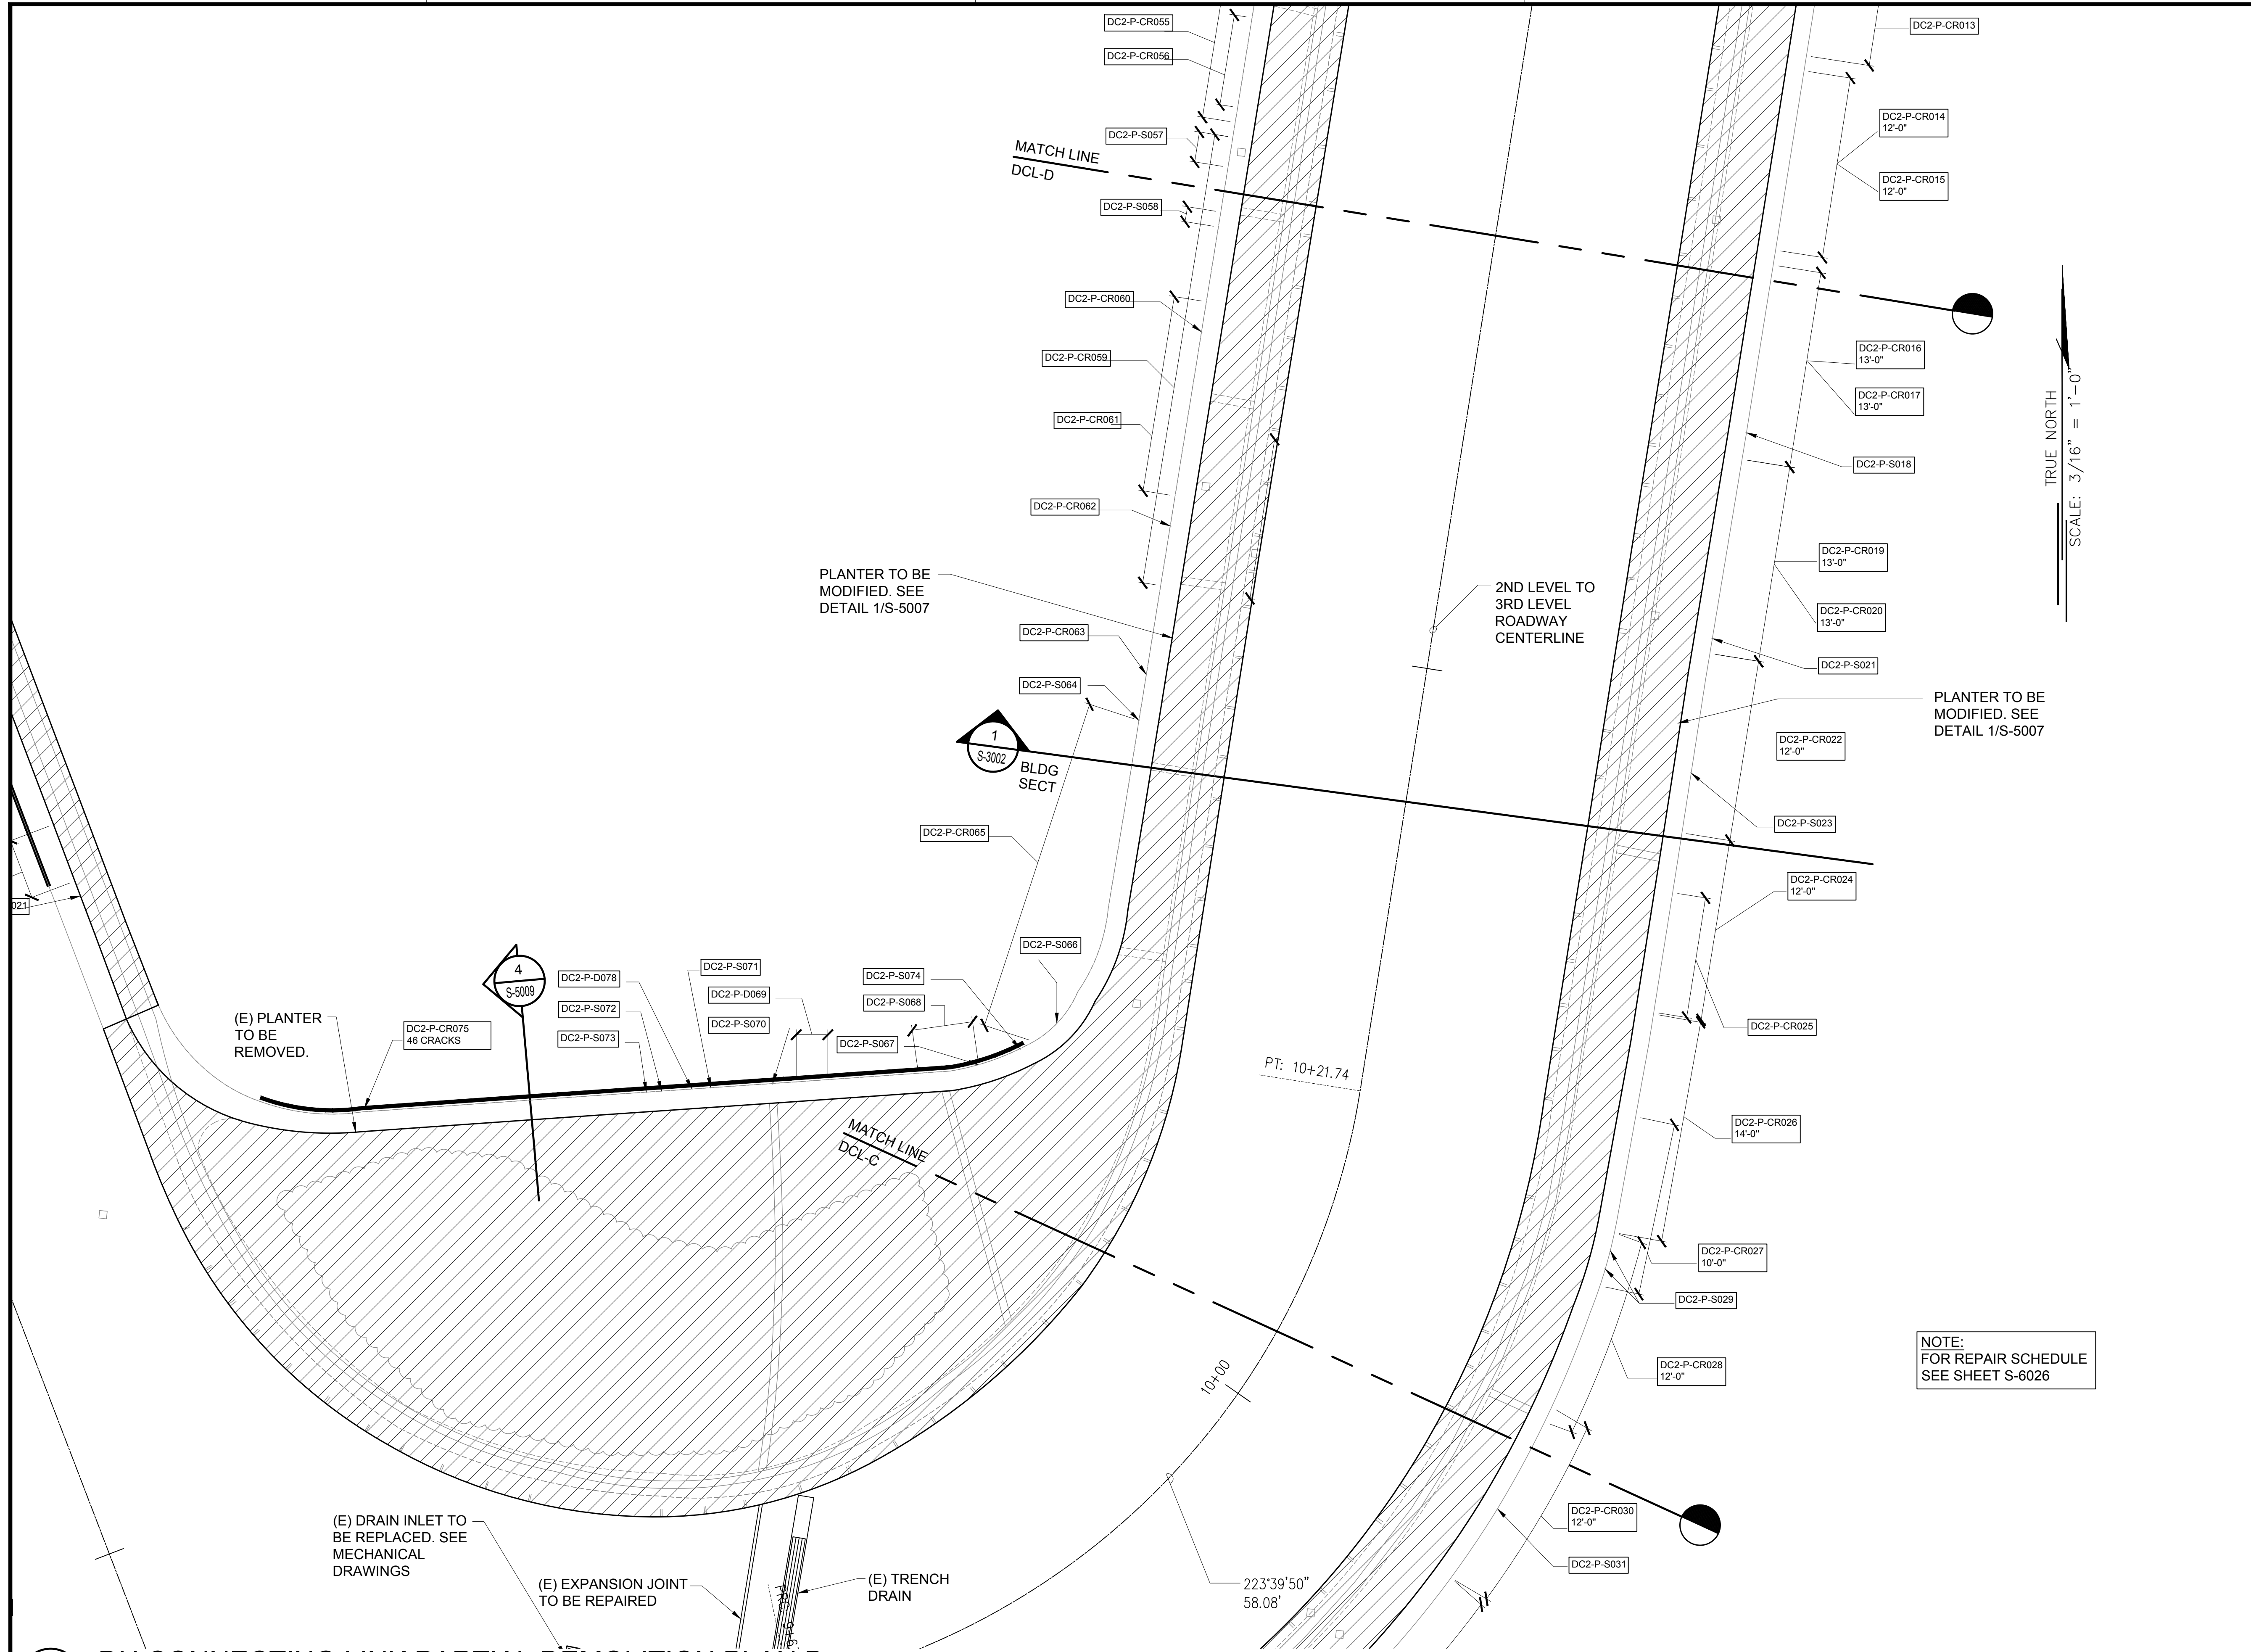 DC2-P-CR055
DC2-P-CR056
DC2-P-S057
MATCH LINE
DCL-D
DC2-P-S058
DC2-P-CR060
DC2-P-CR059
DC2-P-CR061
DC2-P-CR062
PLANTER TO BE
MODIFIED. SEE
DETAIL 1/S-5007
DC2-P-CR063
DC2-P-S064
1
S-3002
BLDG
SECT
DC2-P-CR065
DC2-P-S066
DC2-P-CR013
DC2-P-CR014
12'-0"
DC2-P-CR015
12'-0"
DC2-P-CR016
13'-0"
DC2-P-CR017
13'-0"
DC2-P-S018
TRUE NORTH
SCALE: 3/16" = 1'-0"
DC2-P-CR019
13'-0"
DC2-P-CR020
13'-0"
2ND LEVEL TO
3RD LEVEL
ROADWAY
CENTERLINE
DC2-P-S021
PLANTER TO BE
MODIFIED. SEE
DETAIL 1/S-5007
DC2-P-CR022
12'-0"
DC2-P-S023
DC2-P-CR024
12'-0"
DC2-P-CR025
021
4
S-5009
(E) PLANTER
TO BE
REMOVED.
DC2-P-CR075
46 CRACKS
DC2-P-D078
DC2-P-S072
DC2-P-S073
DC2-P-S071
DC2-P-D069
DC2-P-S070
DC2-P-S074
DC2-P-S068
DC2-P-S067
PT: 10+21.74
MATCH LINE
DCL-C
DC2-P-CR026
14'-0"
DC2-P-CR027
10'-0"
DC2-P-S029
DC2-P-CR028
12'-0"
NOTE:
FOR REPAIR SCHEDULE
SEE SHEET S-6026
10+00
DC2-P-CR030
12'-0"
DC2-P-S031
223°39'50"
58.08'
(E) DRAIN INLET TO
BE REPLACED. SEE
MECHANICAL
DRAWINGS
(E) EXPANSION JOINT
TO BE REPAIRED
(E) TRENCH
DRAIN
PRC: 9+6